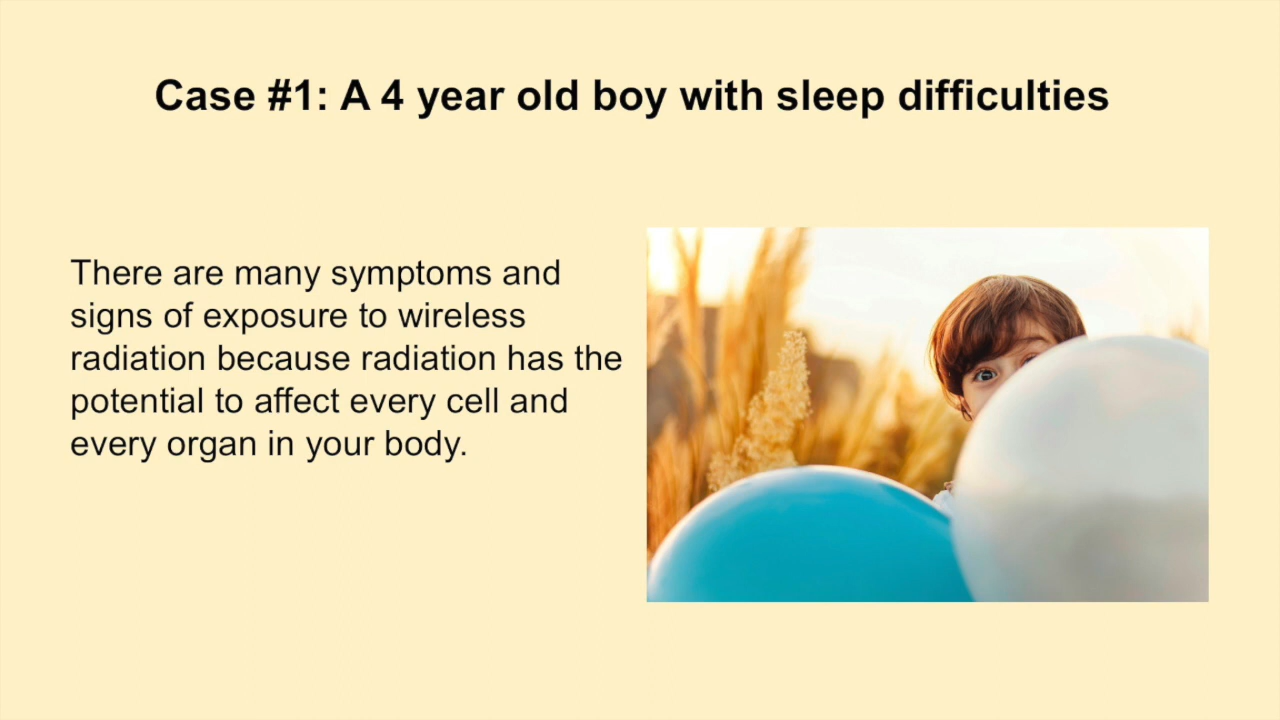 Case #1: A 4 year old boy with sleep difficulties
There are many symptoms and
signs of exposure to wireless
radiation because radiation has the
potential to affect every cell and
every organ in your body.